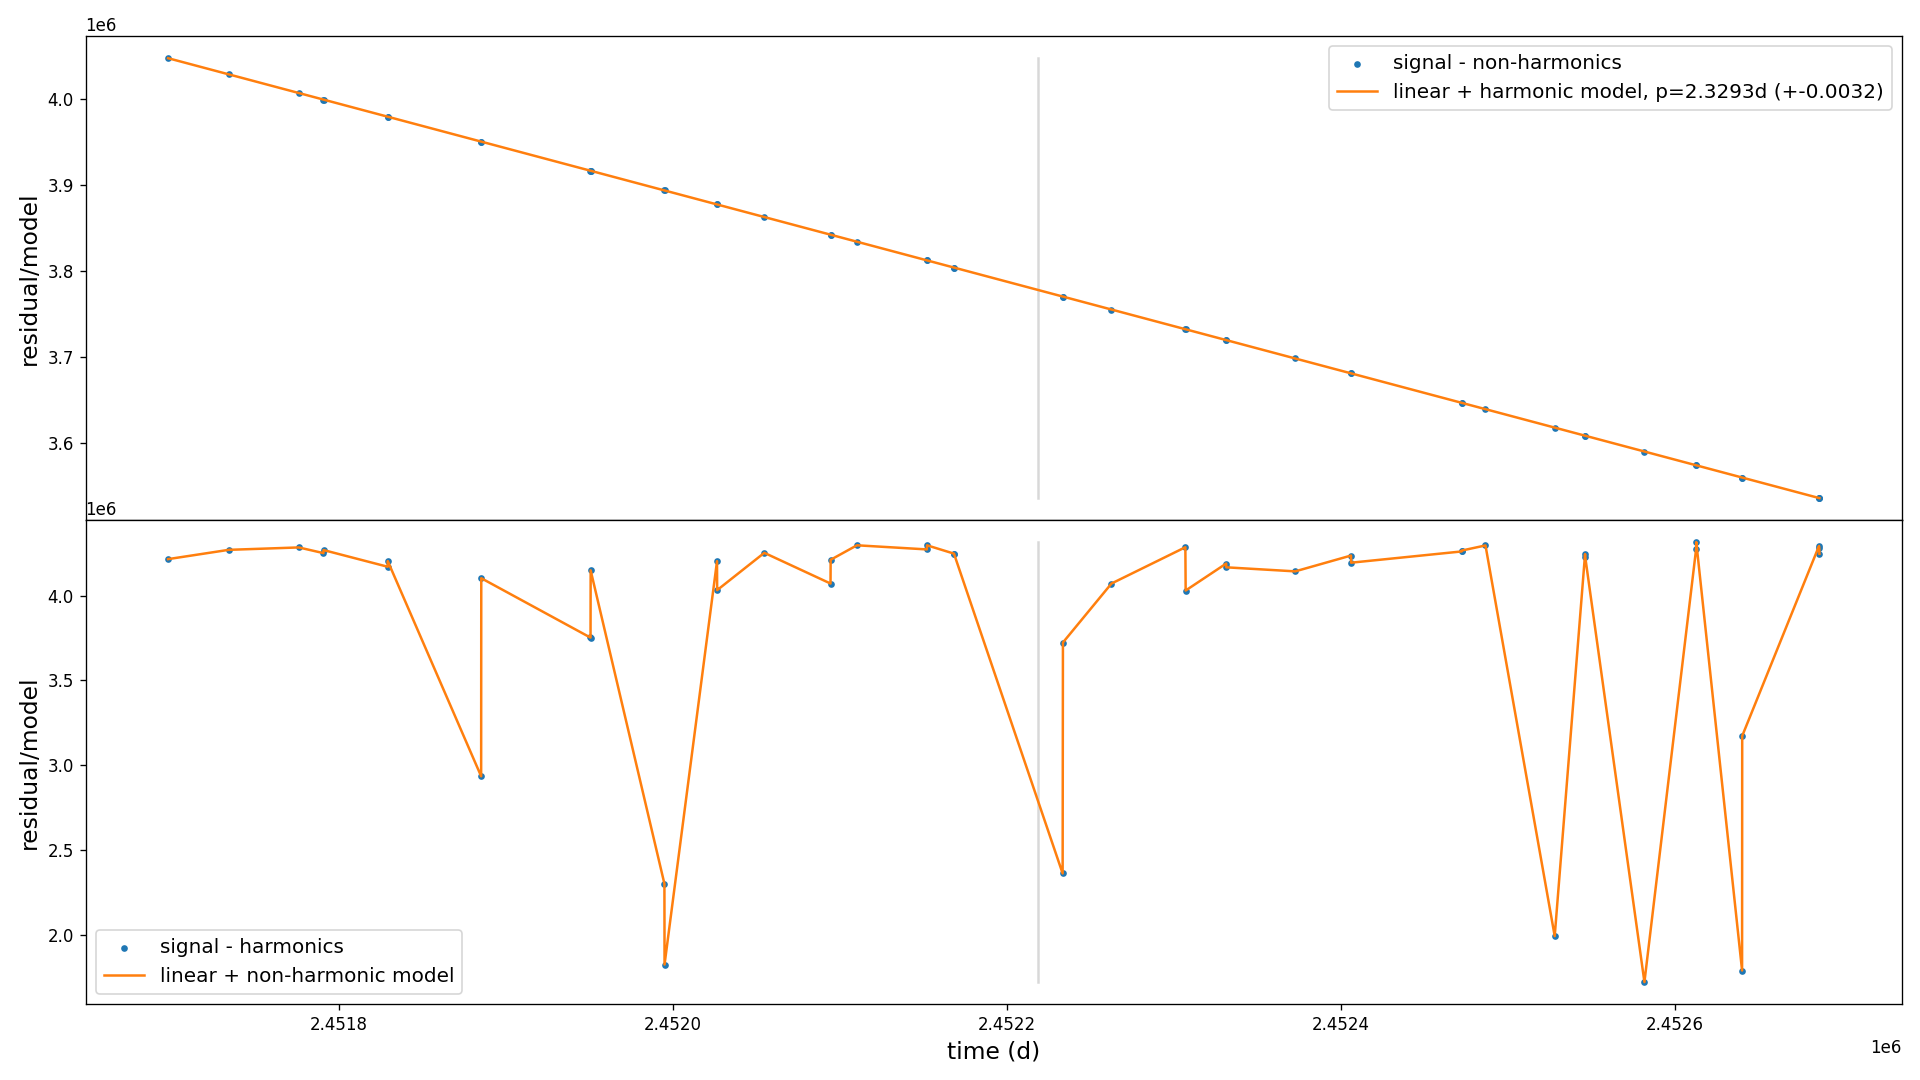 1e6
signal - non-harmonics
linear + harmonic model, p=2.3293d (+-0.0032)
4.0
3.9
3.8
3.7
3.6
residual/model
1e6
4.0
3.5
3.0
2.5
2.0
residual/model
signal - harmonics
linear + non-harmonic model
2.4518
2.4520
2.4522
2.4524
2.4526
1e6
time (d)